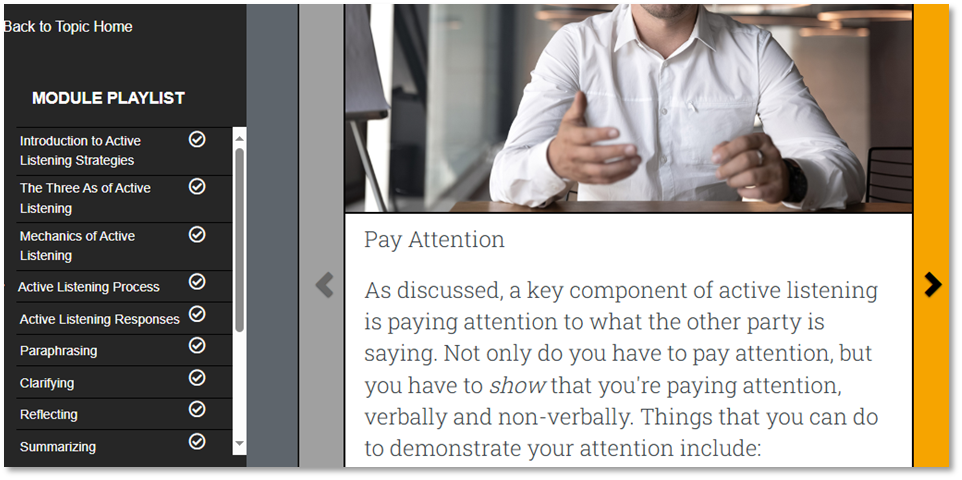 Back to Topic Home
MODULE PLAYLIST
Introduction to Active
Listening Strategies
The Three As of Active
Listening
Mechanics of Active
Listening
Active Listening Process
Active Listening Responses
Paraphrasing
Clarifying
Reflecting
Summarizing
Pay Attention
As discussed, a key component of active listening
is paying attention to what the other party is
saying. Not only do you have to pay attention, but
you have to show that you're paying attention,
verbally and non-verbally. Things that you can do
to demonstrate your attention include: